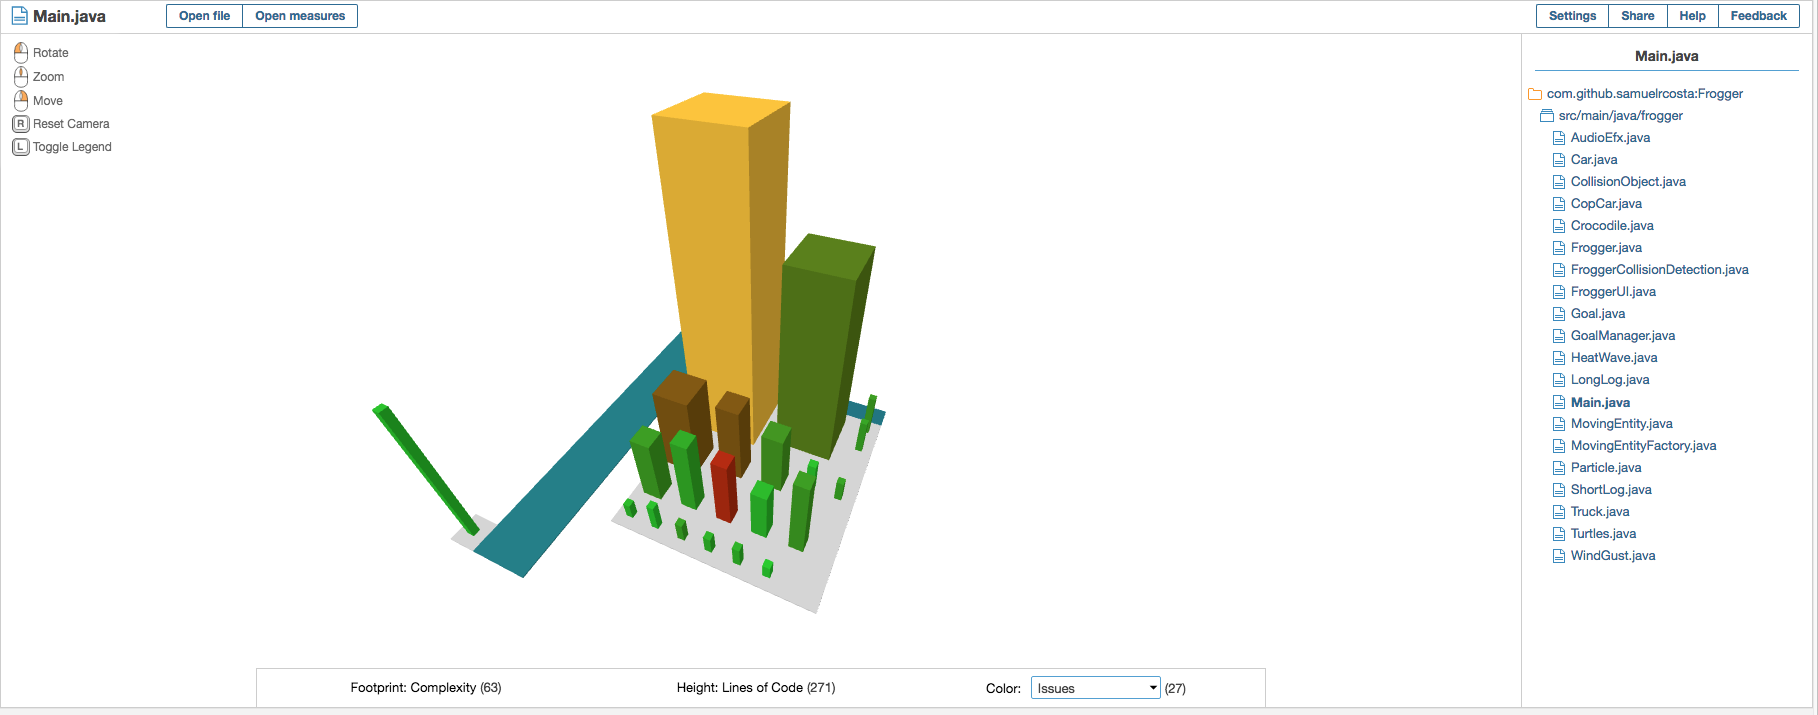 Main.java
Open file
Open measures
Settings
Share
Help
Feedback
Rotate
Zoom
Move
R Reset Camera
L Toggle Legend
Main.java
com.github.samuelrcosta:Frogger
src/main/java/frogger
AudioEfx.java
Car.java
CollisionObject.java
CopCar.java
Crocodile.java
Frogger.java
FroggerCollisionDetection.java
FroggerUI.java
Goal.java
GoalManager.java
HeatWave.java
LongLog.java
Main.java
MovingEntity.java
MovingEntityFactory.java
Particle.java
ShortLog.java
Truck.java
Turtles.java
WindGust.java
Footprint: Complexity (63)
Height: Lines of Code (271)
Color: Issues (27)